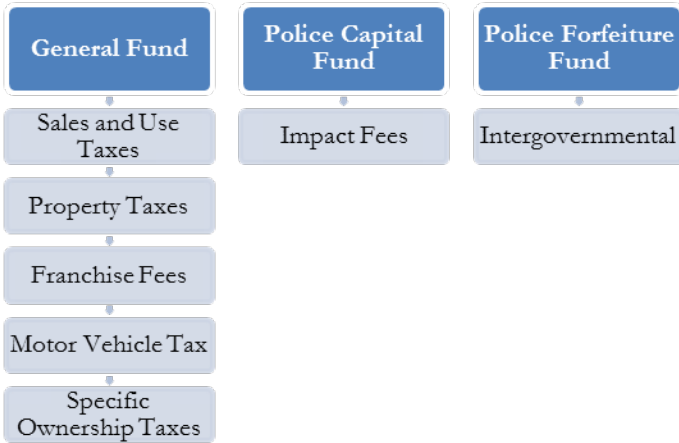 General Fund
Sales and Use
Taxes
Property Taxes
Franchise Fees
Motor Vehicle Tax
Specific
Ownership Taxes
Police Capital
Fund
Impact Fees
Police Forfeiture
Fund
Intergovernmental